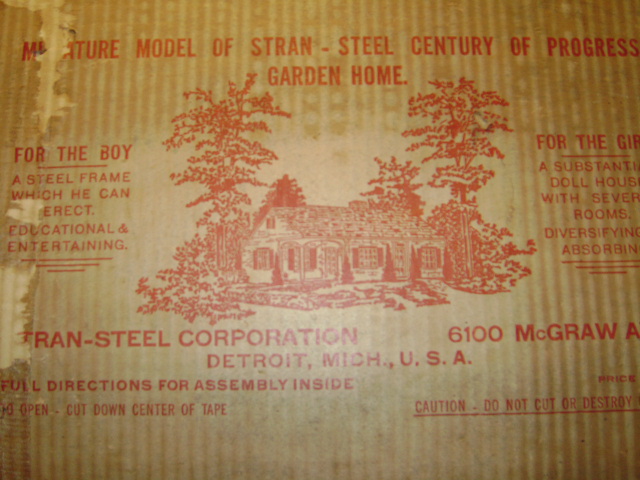 MINIATURE MODEL OF STRAN - STEEL CENTURY OF PROGRESS
GARDEN HOME.
FOR THE BOY
A STEEL FRAME
WHICH HE CAN
ERECT.
EDUCATIONAL &
ENTERTAINING.
FOR THE GIR
A SUBSTANTI
DOLL HOUS
WITH SEVER
ROOMS.
DIVERSIFYING
ABSORBIN
TRAN-STEEL CORPORATION 6100 McGRAW A
DETROIT, MICH., U. S. A.
FULL DIRECTIONS FOR ASSEMBLY INSIDE PRICE
TO OPEN - CUT DOWN CENTER OF TAPE CAUTION - DO NOT CUT OR DESTROY